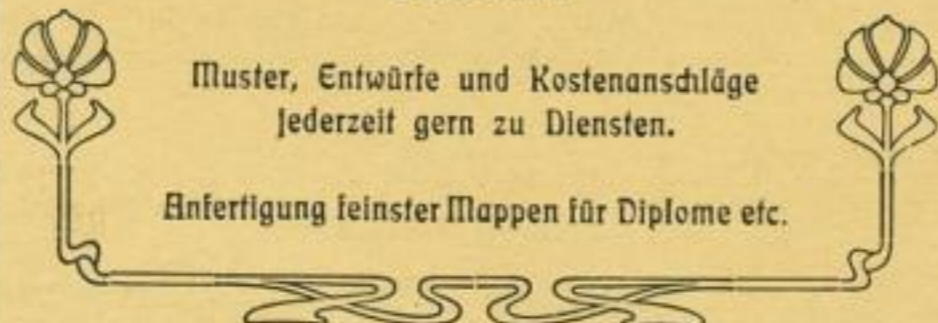 Muster, Entwürfe und Kostenanschläge
jederzeit gern zu Diensten.
Anfertigung feinster Mappen für Diplome etc.